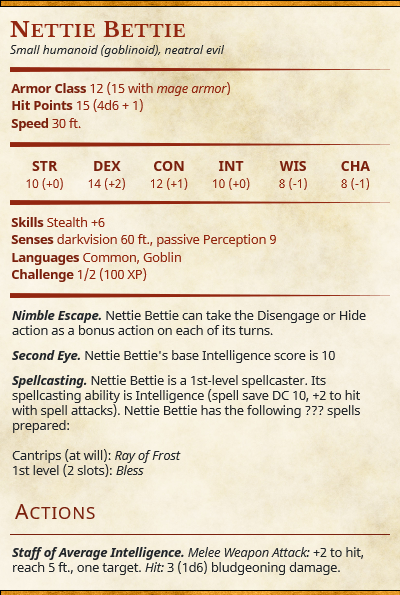 Nettie Bettie
Small humanoid (goblinoid), neatral evil
Armor Class 12 (15 with mage armor)
Hit Points 15 (4d6 + 1)
Speed 30 ft.
STR DEX CON INT WIS CHA
10 (+0) 14 (+2) 12 (+1) 10 (+0) 8 (-1) 8 (-1)
Skills Stealth +6
Senses darkvision 60 ft., passive Perception 9
Languages Common, Goblin
Challenge 1/2 (100 XP)
Nimble Escape. Nettie Bettie can take the Disengage or Hide
action as a bonus action on each of its turns.
Second Eye. Nettie Bettie's base Intelligence score is 10
Spellcasting. Nettie Bettie is a 1st-level spellcaster. Its
spellcasting ability is Intelligence (spell save DC 10, +2 to hit
with spell attacks). Nettie Bettie has the following ??? spells
prepared:
Cantrips (at will): Ray of Frost
1st level (2 slots): Bless
Actions
Staff of Average Intelligence. Melee Weapon Attack: +2 to hit,
reach 5 ft., one target. Hit: 3 (1d6) bludgeoning damage.